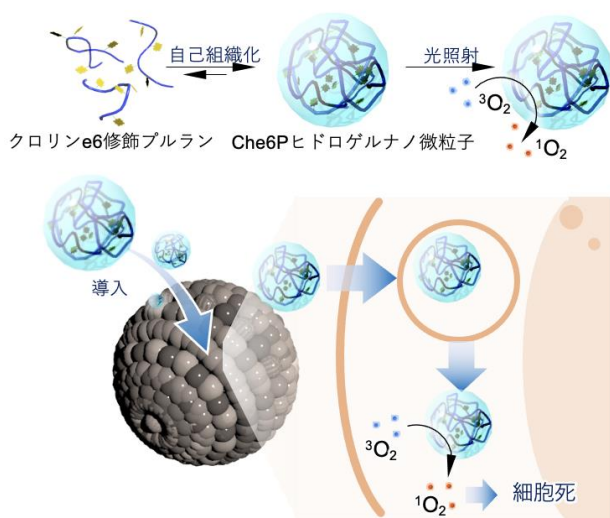 自己組織化
光照射
³O₂
¹O₂
クロリンe6修飾プルラン
Che6Pヒドロゲルナノ微粒子
導入
³O₂
¹O₂
細胞死